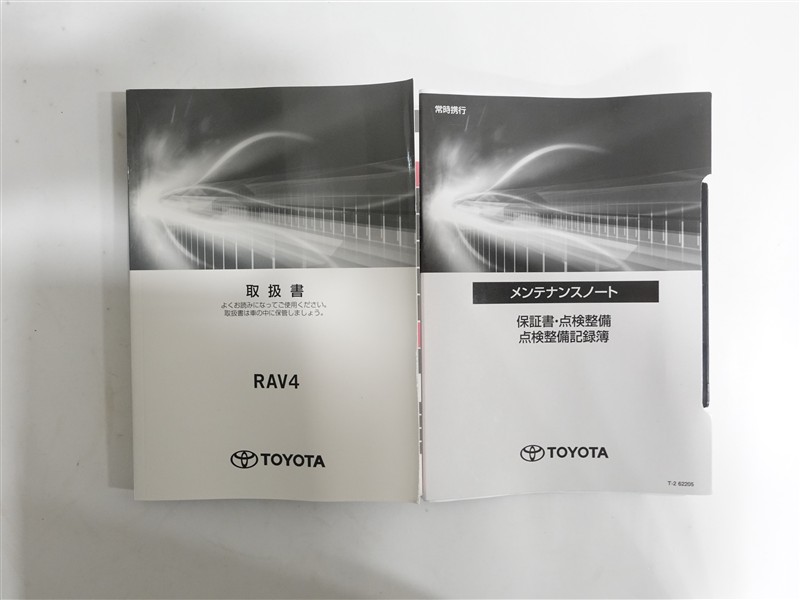 取扱書
よくお読みになってご使用ください。
取扱書は車の中に保管しましょう。
RAV4
TOYOTA
常時携行
メンテナンスノート
保証書・点検整備
点検整備記録簿
TOYOTA
T-2 62206